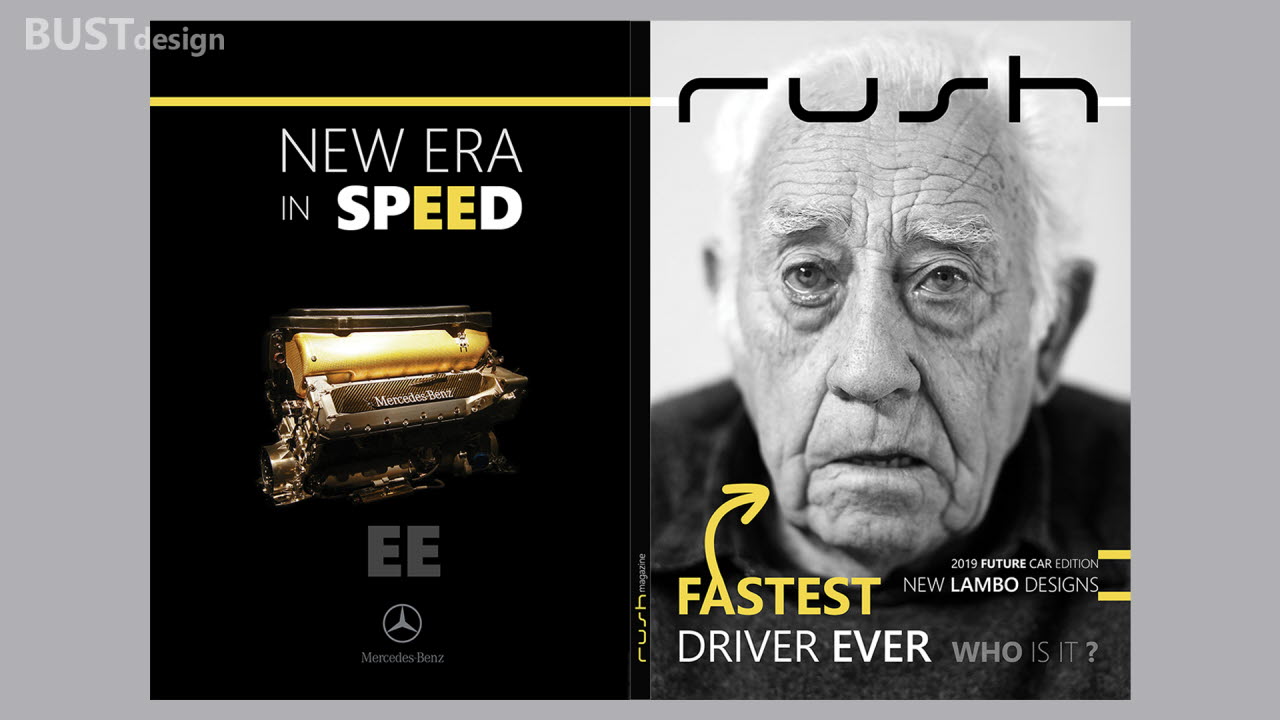 BUSTdesign
NEW ERA
IN SPEED
Mercedes-Benz
EE
Mercedes-Benz
rush magazine
rush
2019 FUTURE CAR EDITION
NEW LAMBO DESIGNS
FASTEST
DRIVER EVER
WHO IS IT ?